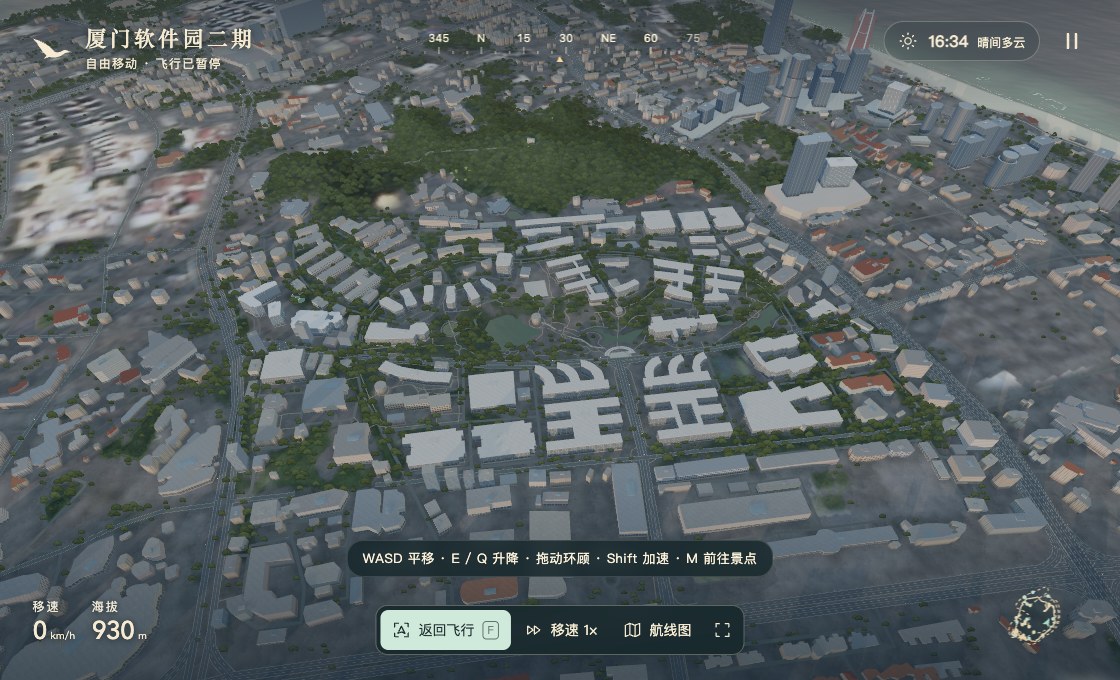 厦门软件园二期
自由移动 · 飞行已暂停
345 N 15 30 NE 60 75
16:34 晴间多云
WASD 平移 · E / Q 升降 · 拖动环顾 · Shift 加速 · M 前往景点
移速 海拔
0 km/h 930 m
返回飞行 F 移速 1x 航线图